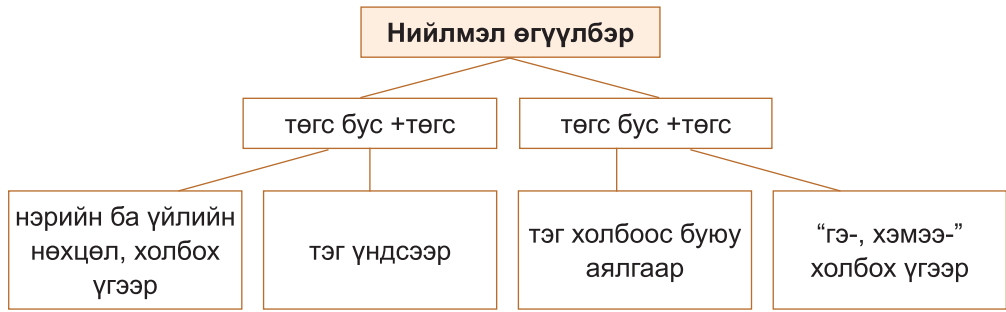 Нийлмэл өгүүлбэр
төгс бус +төгс
төгс бус +төгс
нэрийн ба үйлийн
нөхцөл, холбох
үгээр
тэг үндсээр
тэг холбоос буюу
аялгаар
“гэ-, хэмээ-”
холбох үгээр